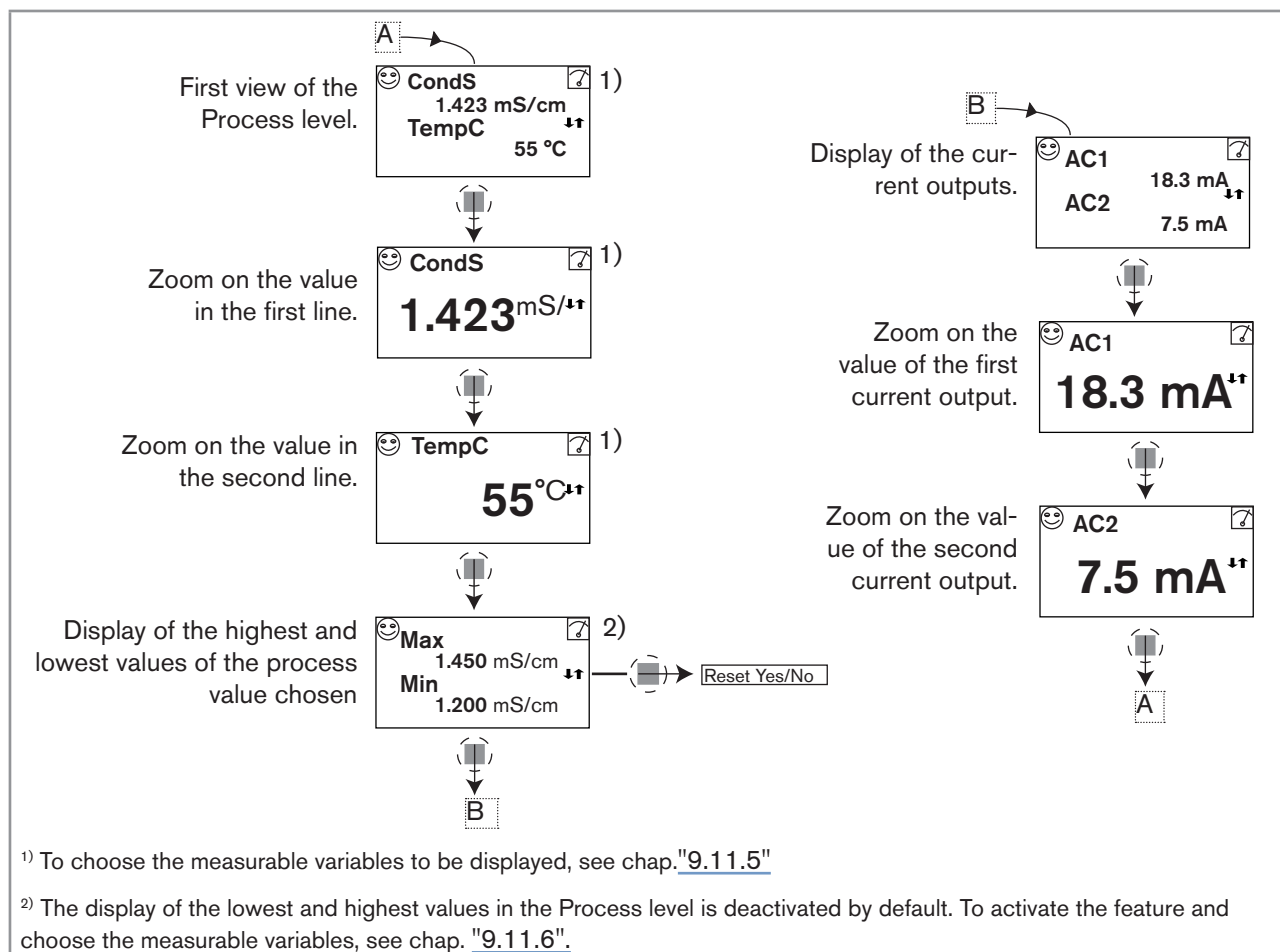 A
First view of the
Process level.
CondS
1.423 mS/cm
TempC
55 °C
1)
Zoom on the value
in the first line.
CondS
1.423 mS/
1)
Zoom on the value in
the second line.
TempC
55°C
1)
Display of the highest and
lowest values of the process
value chosen
Max
1.450 mS/cm
Min
1.200 mS/cm
2)
Reset Yes/No
B
B
Display of the cur-
rent outputs.
AC1
18.3 mA
AC2
7.5 mA
Zoom on the
value of the first
current output.
AC1
18.3 mA
Zoom on the val-
ue of the second
current output.
AC2
7.5 mA
A
1) To choose the measurable variables to be displayed, see chap."9.11.5"
2) The display of the lowest and highest values in the Process level is deactivated by default. To activate the feature and
choose the measurable variables, see chap. "9.11.6".